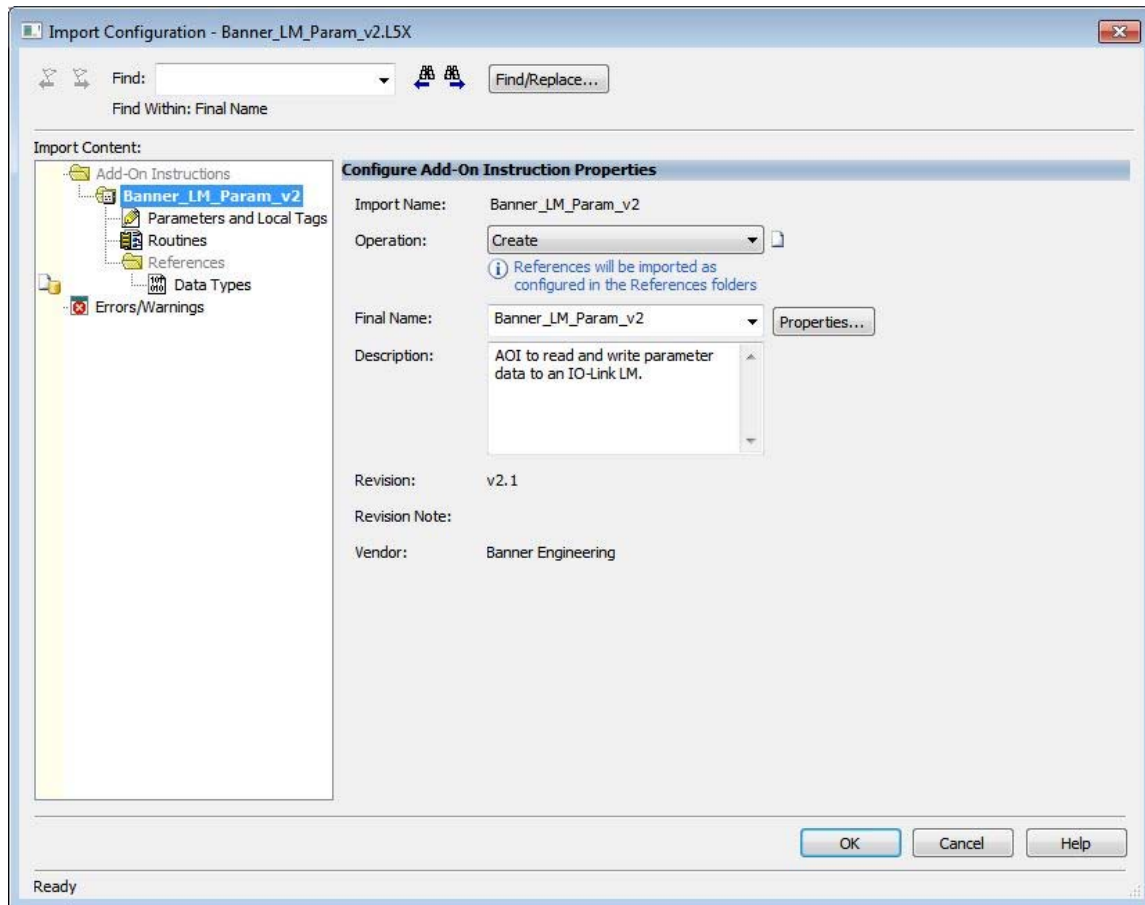 Import Configuration - Banner_LM_Param_v2.L5X
Find:
Find/Replace...
Find Within: Final Name
Import Content:
Add-On Instructions
Banner_LM_Param_v2
Parameters and Local Tags
Routines
References
Data Types
Errors/Warnings
Configure Add-On Instruction Properties
Import Name: Banner_LM_Param_v2
Operation: Create
References will be imported as
configured in the References folders
Final Name: Banner_LM_Param_v2 Properties...
Description: AOI to read and write parameter
data to an IO-Link LM.
Revision: v2.1
Revision Note:
Vendor: Banner Engineering
OK Cancel Help
Ready